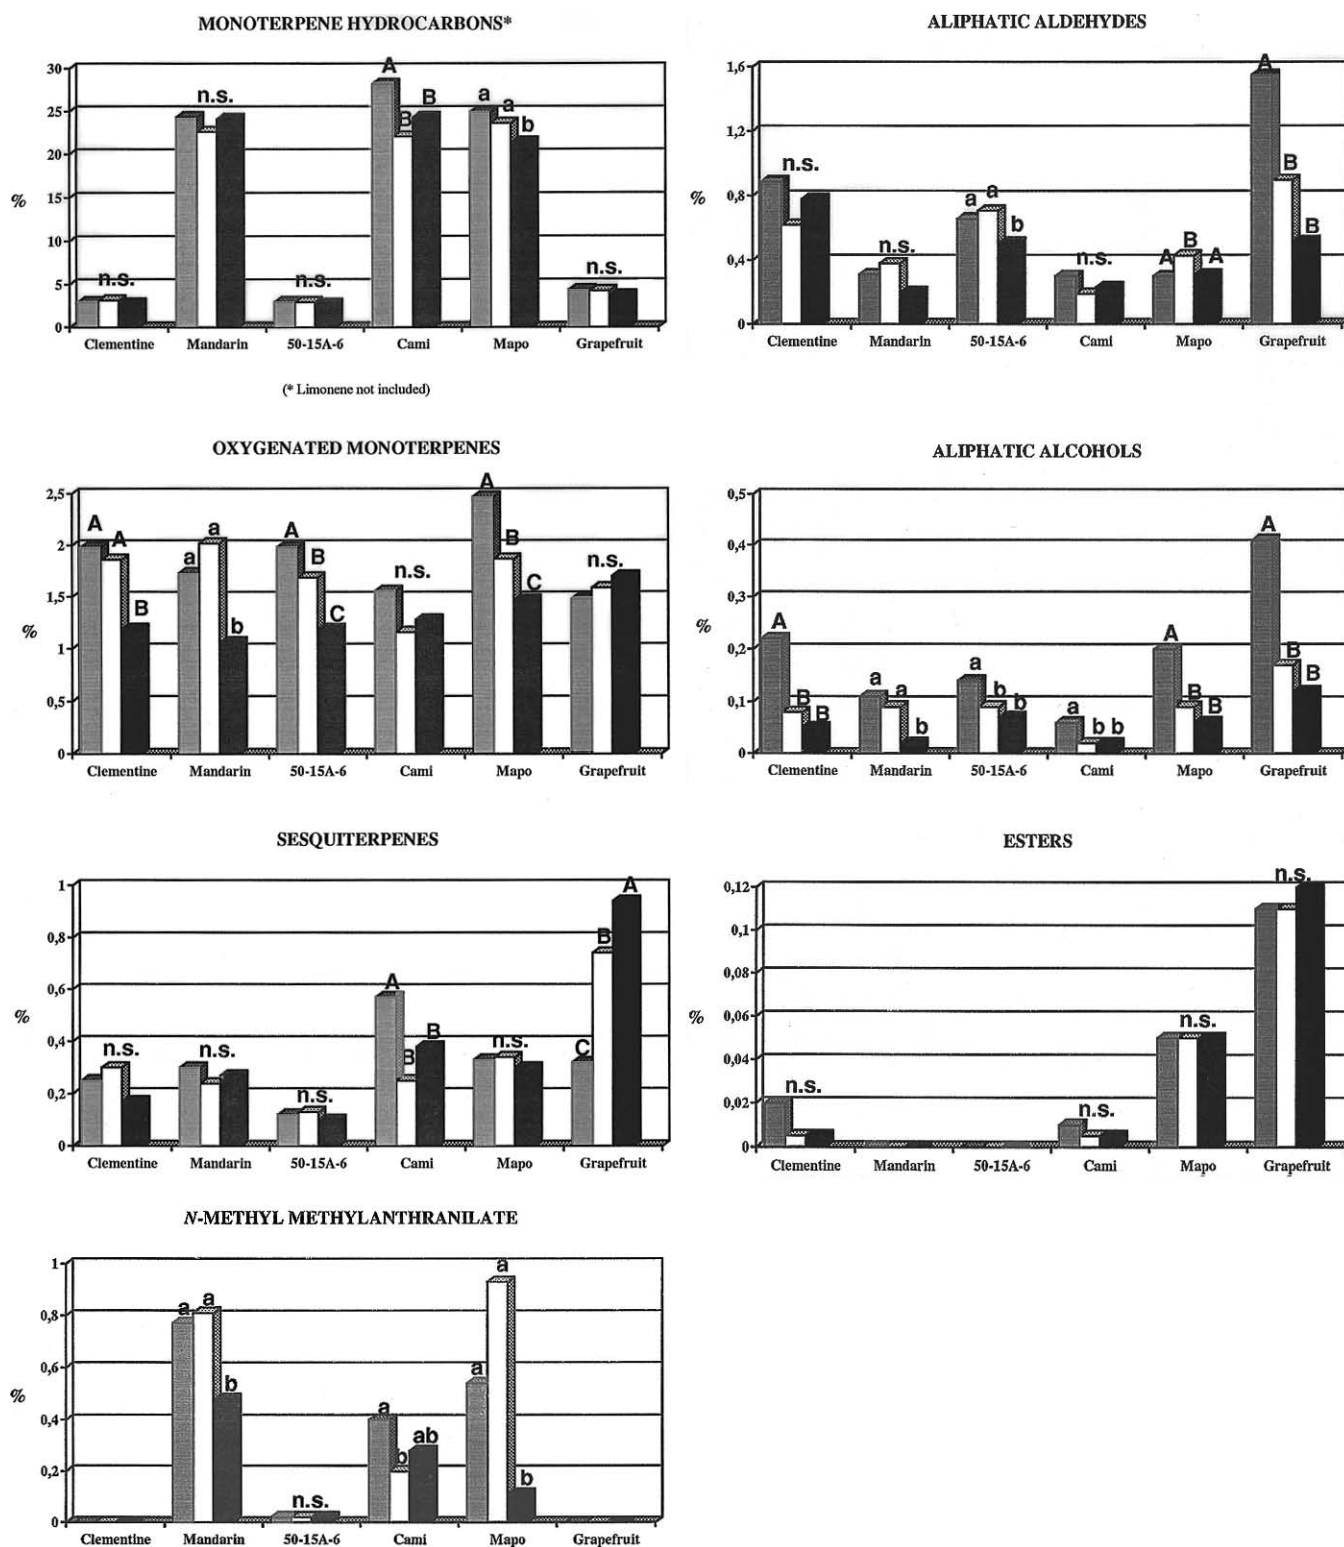 MONOTERPENE HYDROCARBONS*
30
25
20
15
10
5
0
%
n.s.
n.s.
n.s.
A
B
B
a
a
b
n.s.
Clementine Mandarin 50-15A-6 Cami Mapo Grapefruit
(* Limonene not included)
ALIPHATIC ALDEHYDES
1,6
1,2
0,8
0,4
0
%
n.s.
n.s.
a
a
b
n.s.
A
B
A
A
B
B
Clementine Mandarin 50-15A-6 Cami Mapo Grapefruit
OXYGENATED MONOTERPENES
2,5
2
1,5
1
0,5
0
%
A
A
B
a
a
b
A
B
C
n.s.
A
B
C
n.s.
Clementine Mandarin 50-15A-6 Cami Mapo Grapefruit
ALIPHATIC ALCOHOLS
0,5
0,4
0,3
0,2
0,1
0
%
A
B
B
a
a
b
a
b
b
a
b b
A
B
B
A
B
B
Clementine Mandarin 50-15A-6 Cami Mapo Grapefruit
SESQUITERPENES
1
0,8
0,6
0,4
0,2
0
%
n.s.
n.s.
n.s.
A
B
B
n.s.
C
B
A
Clementine Mandarin 50-15A-6 Cami Mapo Grapefruit
ESTERS
0,12
0,1
0,08
0,06
0,04
0,02
0
%
n.s.
n.s.
n.s.
n.s.
Clementine Mandarin 50-15A-6 Cami Mapo Grapefruit
N-METHYL METHYLANTHRANILATE
1
0,8
0,6
0,4
0,2
0
%
a
a
b
n.s.
a
b
ab
a
a
b
Clementine Mandarin 50-15A-6 Cami Mapo Grapefruit